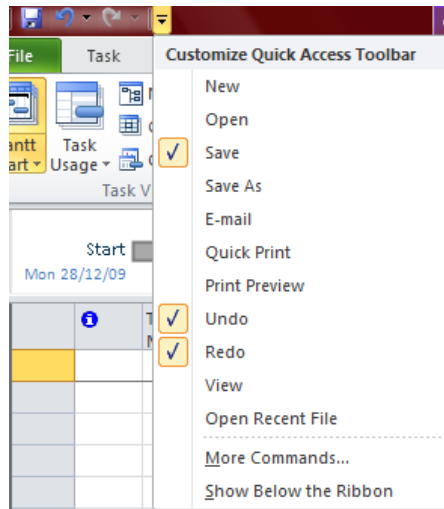 Customize Quick Access Toolbar
File Task
New
Open
Save
Save As
E-mail
Quick Print
Print Preview
Undo
Redo
View
Open Recent File
More Commands...
Show Below the Ribbon
Task
Usage
Task V
Start
Mon 28/12/09